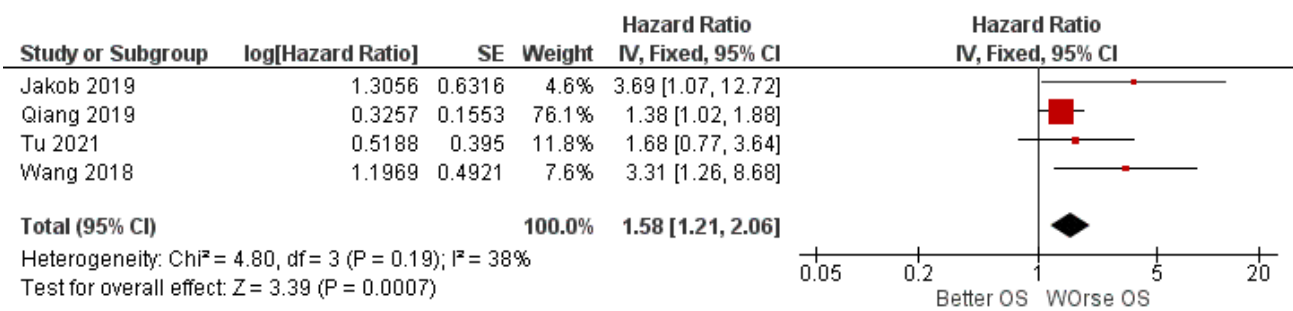 Hazard Ratio Hazard Ratio
Study or Subgroup log[Hazard Ratio] SE Weight IV, Fixed, 95% CI IV, Fixed, 95% CI
Jakob 2019 1.3056 0.6316 4.6% 3.69 [1.07, 12.72]
Qiang 2019 0.3257 0.1553 76.1% 1.38 [1.02, 1.88]
Tu 2021 0.5188 0.395 11.8% 1.68 [0.77, 3.64]
Wang 2018 1.1969 0.4921 7.6% 3.31 [1.26, 8.68]
Total (95% CI) 100.0% 1.58 [1.21, 2.06]
Heterogeneity: Chi² = 4.80, df = 3 (P = 0.19); I² = 38%
Test for overall effect: Z = 3.39 (P = 0.0007)
0.05 0.2 1 5 20
Better OS WOrse OS